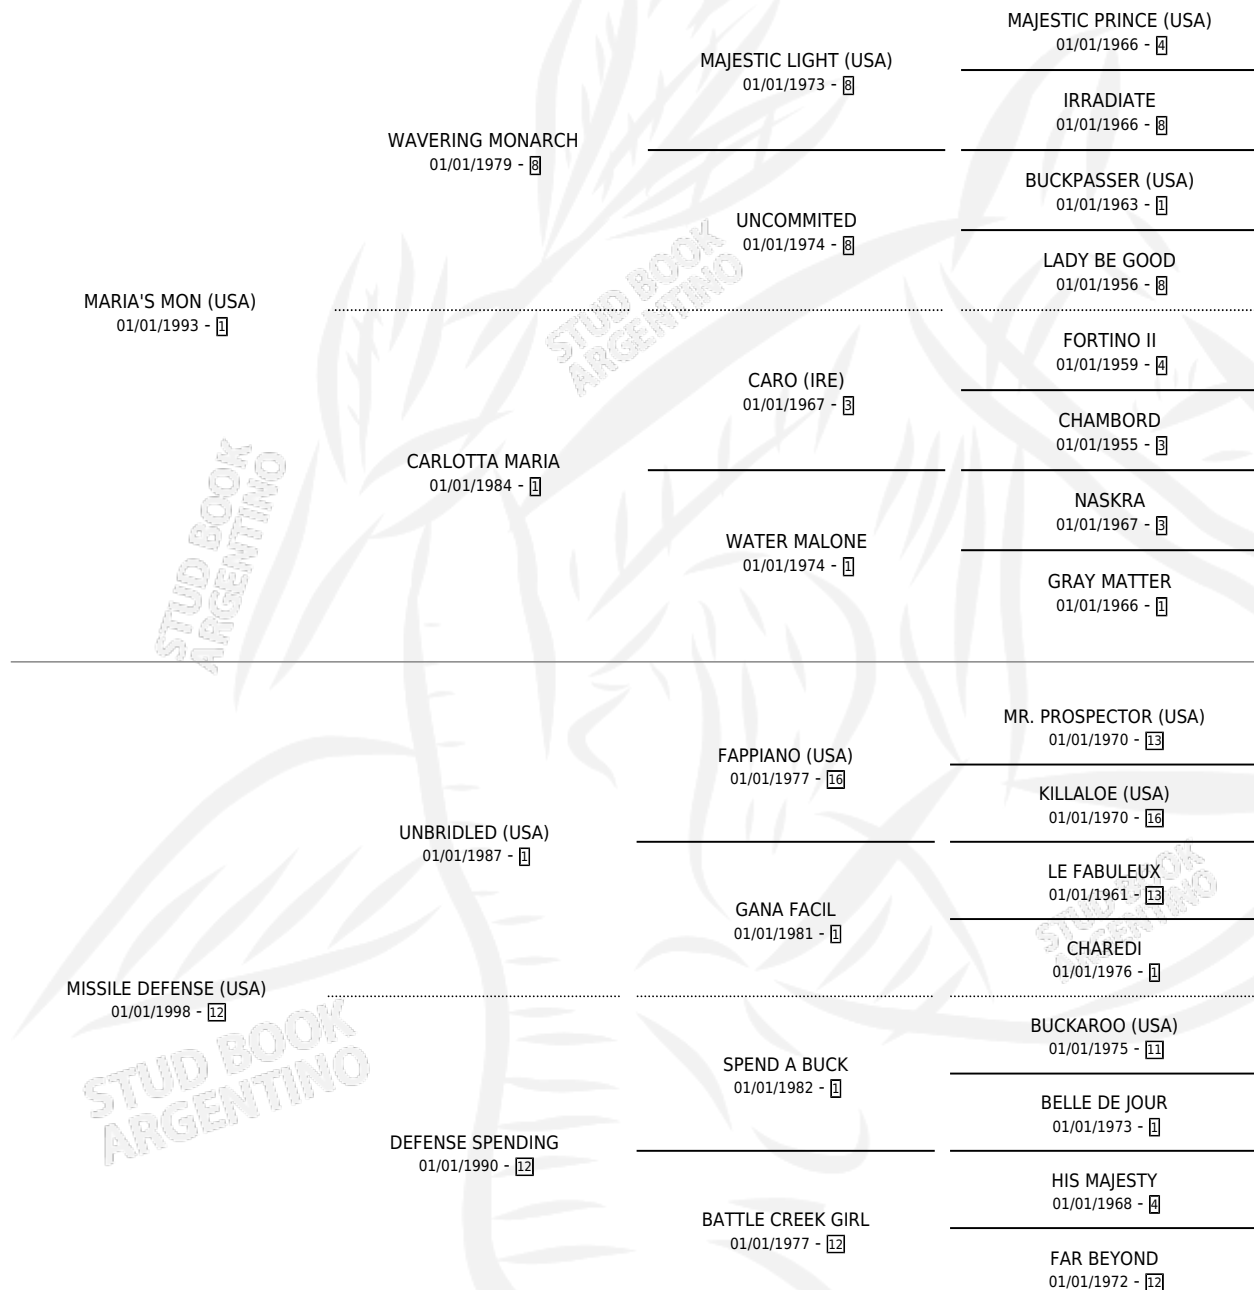 MAJESTIC PRINCE (USA)
01/01/1966 - 4
MAJESTIC LIGHT (USA)
01/01/1973 - 8
IRRADIATE
01/01/1966 - 8
WAVERING MONARCH
01/01/1979 - 8
BUCKPASSER (USA)
01/01/1963 - 1
UNCOMMITED
01/01/1974 - 8
LADY BE GOOD
01/01/1956 - 8
MARIA'S MON (USA)
01/01/1993 - 1
FORTINO II
01/01/1959 - 4
CARO (IRE)
01/01/1967 - 3
CHAMBORD
01/01/1955 - 3
CARLOTTA MARIA
01/01/1984 - 1
NASKRA
01/01/1967 - 3
WATER MALONE
01/01/1974 - 1
GRAY MATTER
01/01/1966 - 1
STUD BOOK
ARGENTINO
STUD BOOK
ARGENTINO
MR. PROSPECTOR (USA)
01/01/1970 - 13
FAPPIANO (USA)
01/01/1977 - 16
KILLALOE (USA)
01/01/1970 - 16
UNBRIDLED (USA)
01/01/1987 - 1
LE FABULEUX
01/01/1961 - 13
GANA FACIL
01/01/1981 - 1
CHAREDI
01/01/1976 - 1
STUD BOOK
ARGENTINO
MISSILE DEFENSE (USA)
01/01/1998 - 12
BUCKAROO (USA)
01/01/1975 - 11
SPEND A BUCK
01/01/1982 - 1
BELLE DE JOUR
01/01/1973 - 1
DEFENSE SPENDING
01/01/1990 - 12
HIS MAJESTY
01/01/1968 - 4
BATTLE CREEK GIRL
01/01/1977 - 12
FAR BEYOND
01/01/1972 - 12
STUD BOOK
ARGENTINO